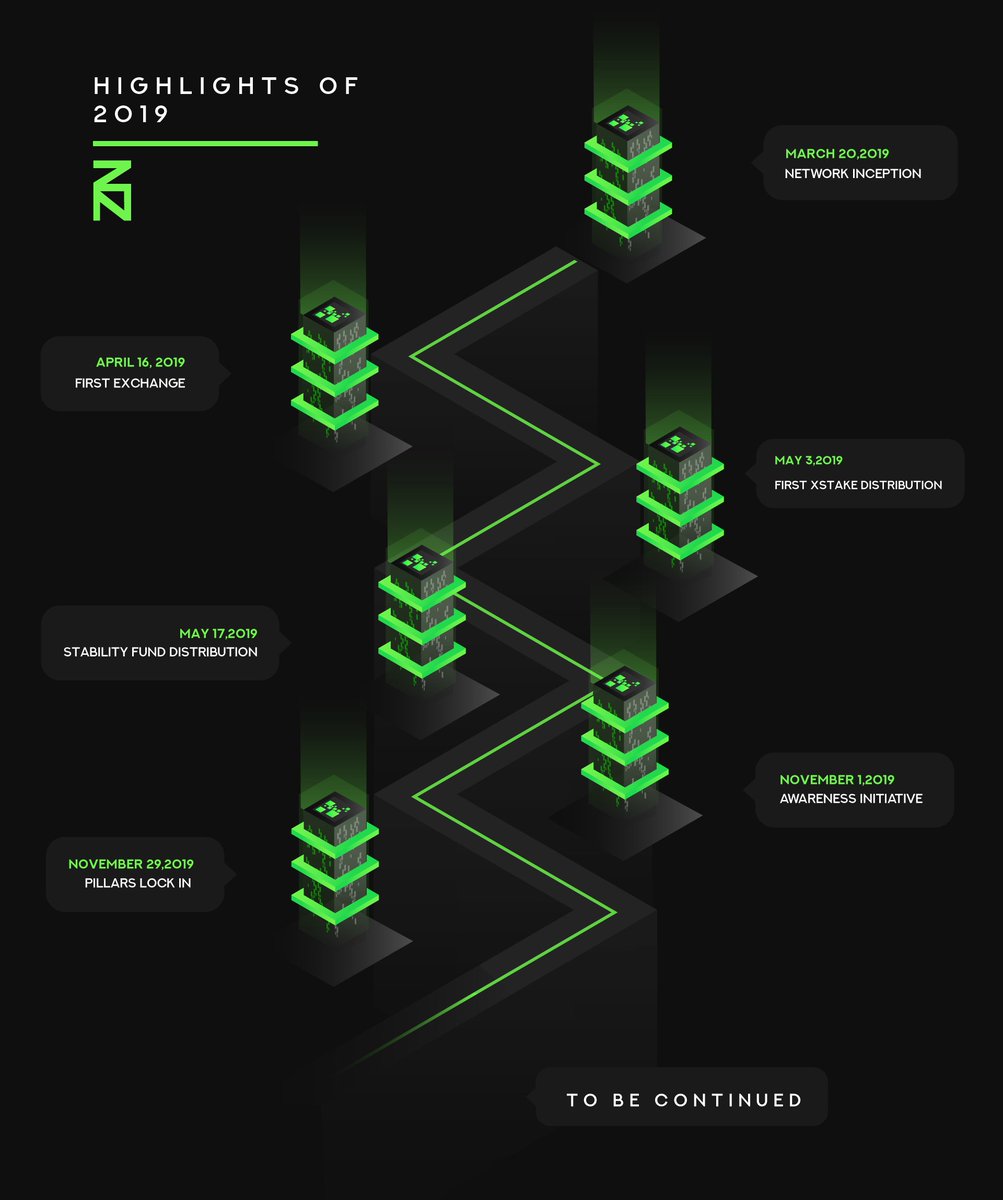 HIGHLIGHTS OF
2019
MARCH 20,2019
NETWORK INCEPTION
APRIL 16, 2019
FIRST EXCHANGE
MAY 3,2019
FIRST XSTAKE DISTRIBUTION
MAY 17,2019
STABILITY FUND DISTRIBUTION
NOVEMBER 1,2019
AWARENESS INITIATIVE
NOVEMBER 29,2019
PILLARS LOCK IN
TO BE CONTINUED